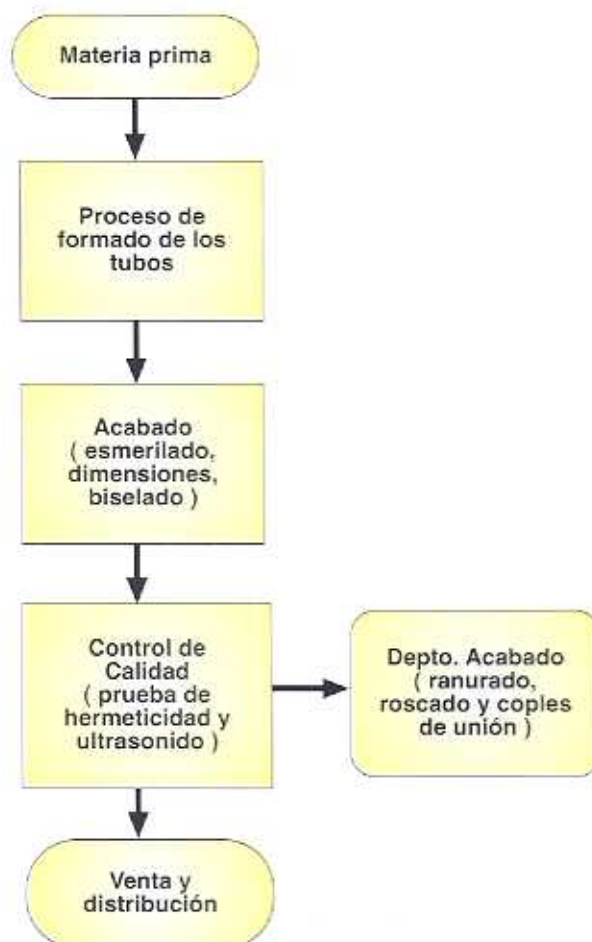 Materia prima
Proceso de
formado de los
tubos
Acabado
( esmerilado,
dimensiones,
biselado )
Control de
Calidad
( prueba de
hermeticidad y
ultrasonido )
Depto. Acabado
( ranurado,
roscado y coples
de unión )
Venta y
distribución